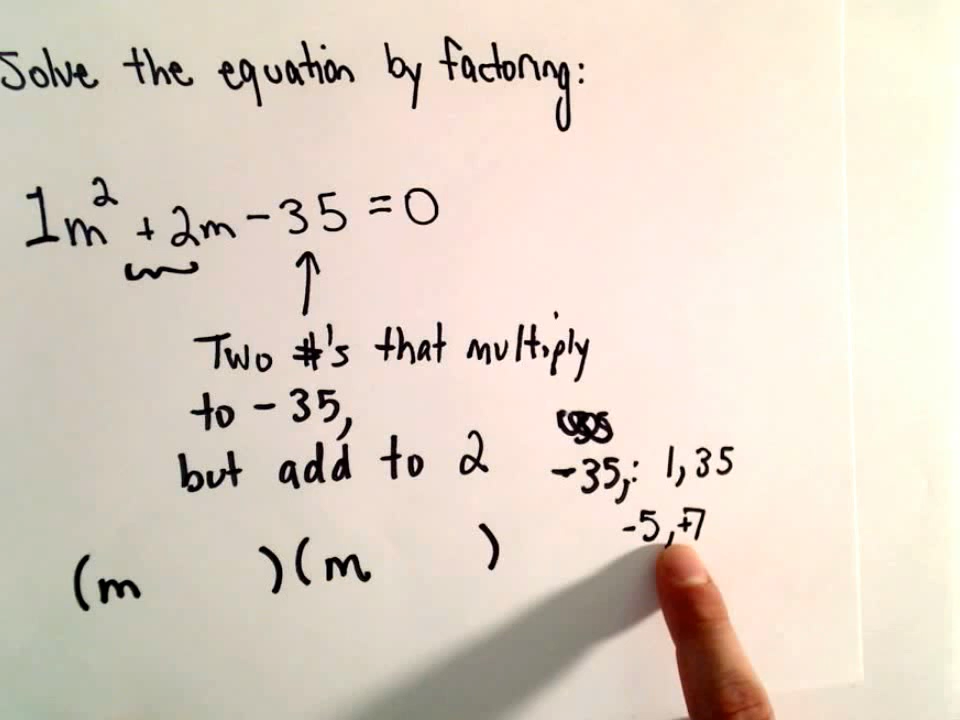 Solve the equation by factoring:
1m² + 2m - 35 = 0
Two #'s that multiply
to - 35,
but add to 2
-35,: 1, 35
-5, +7
(m )(m )